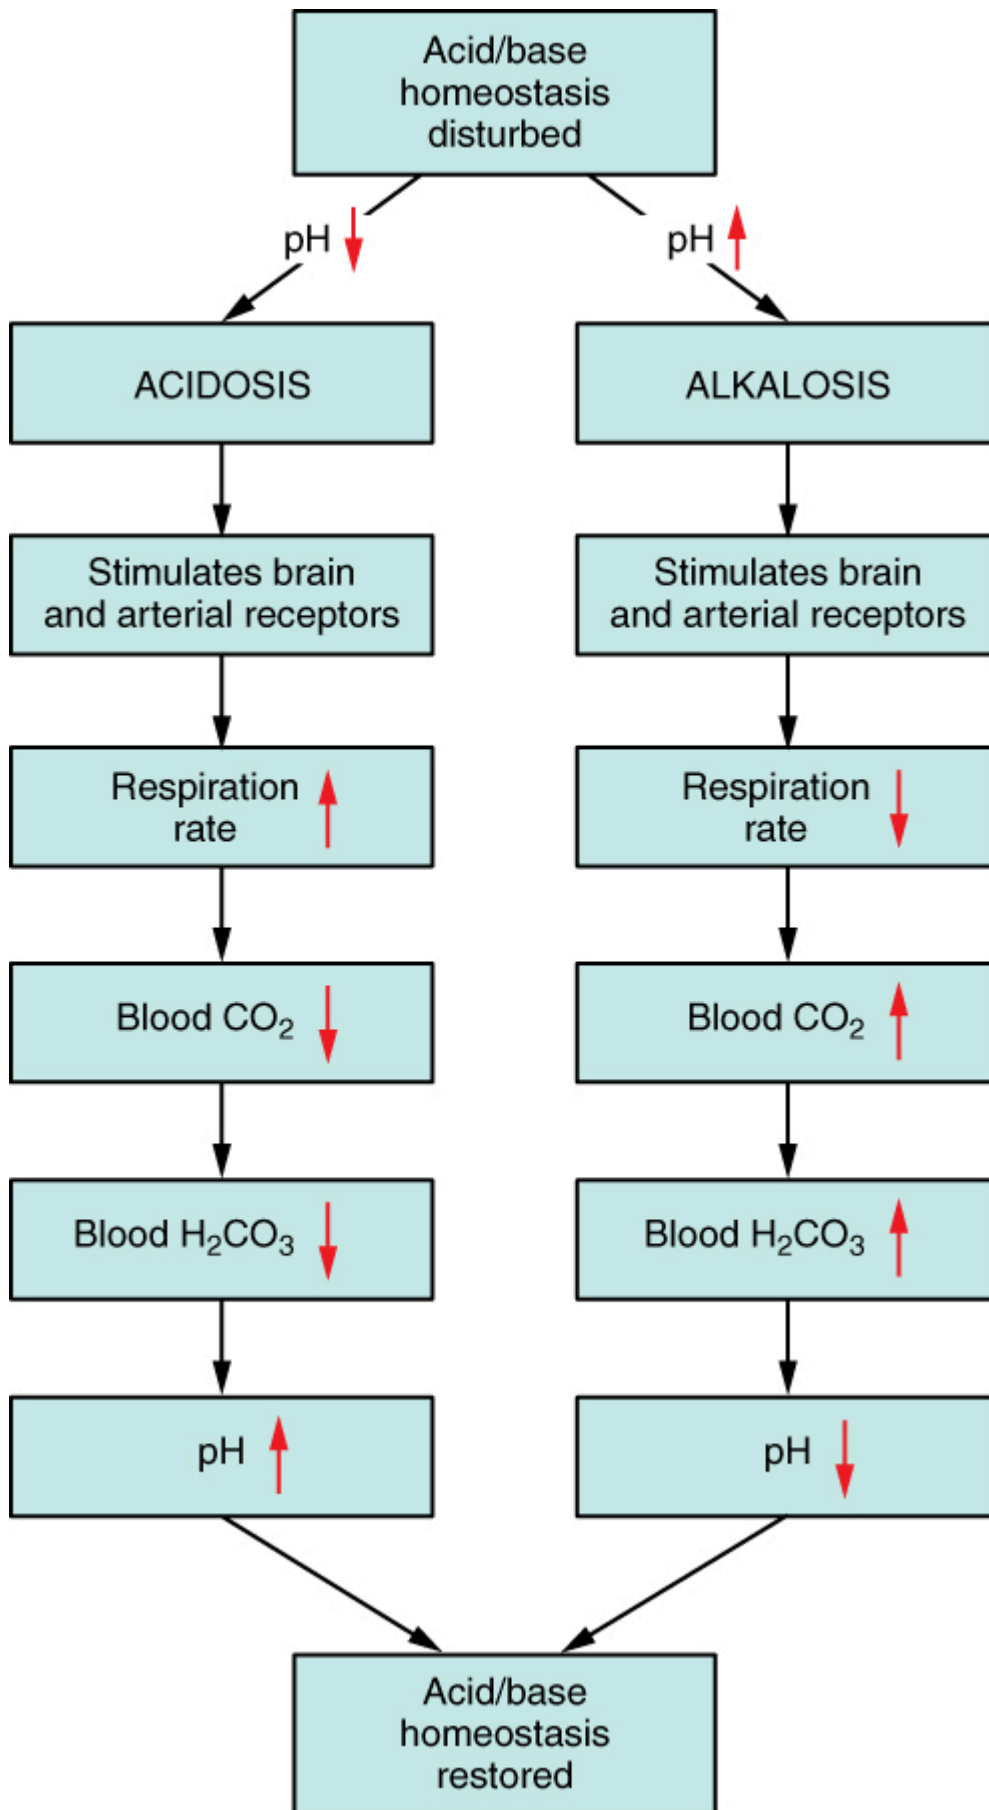 Acid/base
homeostasis
disturbed
pH
pH
ACIDOSIS
ALKALOSIS
Stimulates brain
and arterial receptors
Stimulates brain
and arterial receptors
Respiration
rate
Respiration
rate
Blood CO₂
Blood CO₂
Blood H₂CO₃
Blood H₂CO₃
pH
pH
Acid/base
homeostasis
restored